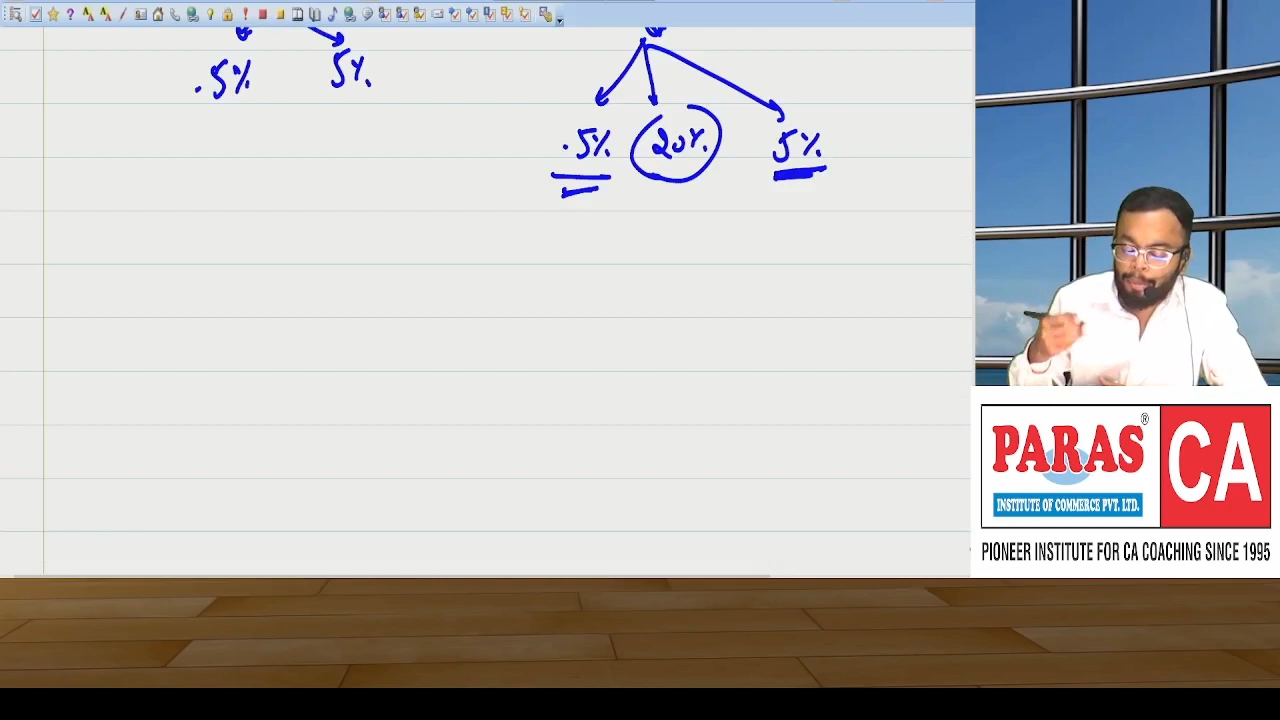 .5% 5%.
.5%. 20%. 5%.
PARAS®
INSTITUTE OF COMMERCE PVT. LTD.
CA
PIONEER INSTITUTE FOR CA COACHING SINCE 1995